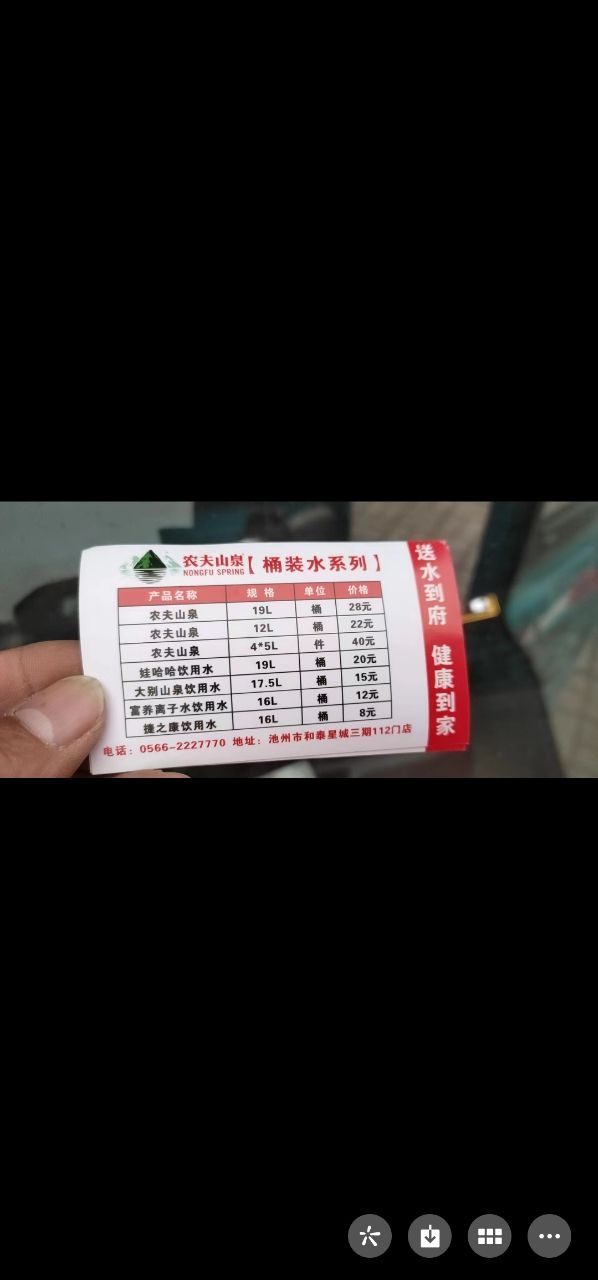 农夫山泉【桶装水系列】
NONGFU SPRING
产品名称 规格 单位 价格
农夫山泉 19L 桶 28元
农夫山泉 12L 桶 22元
农夫山泉 4*5L 件 40元
娃哈哈饮用水 19L 桶 20元
大别山泉饮用水 17.5L 桶 15元
富养离子水饮用水 16L 桶 12元
捷之康饮用水 16L 桶 8元
电话：0566-2227770 地址：池州市和泰星城三期112门店
送水到府 健康到家